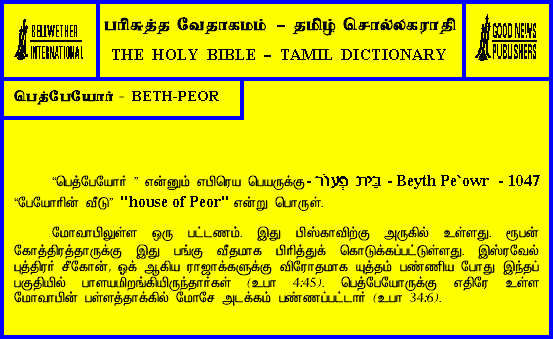 BELLWETHER
INTERNATIONAL
பரிசுத்த வேதாகமம் – தமிழ் சொல்லகராதி
THE HOLY BIBLE – TAMIL DICTIONARY
GOOD NEWS
PUBLISHERS
பெத்பேயோர் - BETH-PEOR
“பெத்பேயோர் ” என்னும் எபிரெய பெயருக்கு - בֵּית פְּעוֹר - Beyth Pe`owr - 1047
“பேயோரின் வீடு” "house of Peor" என்று பொருள்.
மோவாபிலுள்ள ஒரு பட்டணம். இது பிஸ்காவிற்கு அருகில் உள்ளது. ரூபன்
கோத்திரத்தாருக்கு இது பங்கு வீதமாக பிரித்துக் கொடுக்கப்பட்டுள்ளது. இஸ்ரவேல்
புத்திரர் சீகோன், ஓக் ஆகிய ராஜாக்களுக்கு விரோதமாக யுத்தம் பண்ணிய போது இந்தப்
பகுதியில் பாளயமிறங்கியிருந்தார்கள் (உபா 4:45). பெத்பேயோருக்கு எதிரே உள்ள
மோவாபின் பள்ளத்தாக்கில் மோசே அடக்கம் பண்ணப்பட்டார் (உபா 34:6).